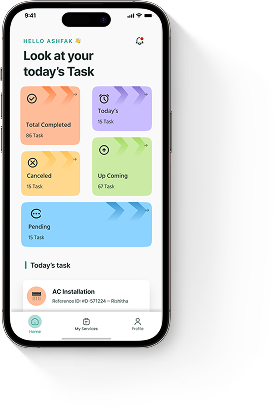 9:41
HELLO ASHFAK 👋
Look at your
today's Task
Total Completed
86 Task
Today's
15 Task
Canceled
15 Task
Up Coming
67 Task
Pending
15 Task
Today's task
AC Installation
Reference ID: #D-571224 – Rishitha
Home
My Services
Profile